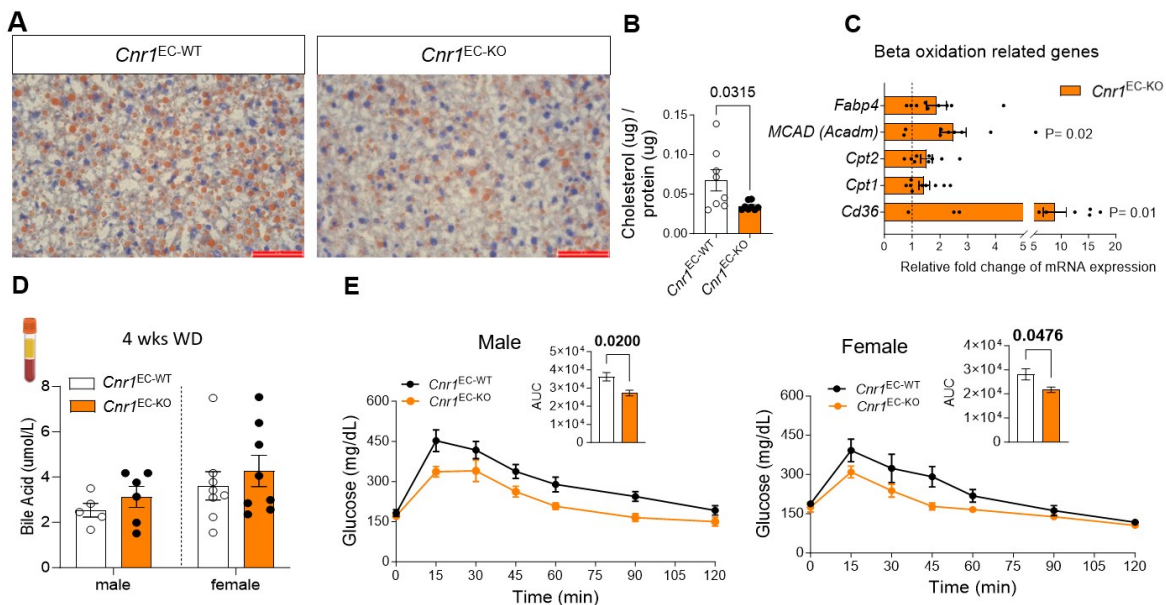 A
Cnr1EC-WT
Cnr1EC-KO
B
0.0315
Cholesterol (ug) /
protein (ug)
0.15
0.10
0.05
0.00
Cnr1EC-WT
Cnr1EC-KO
C
Beta oxidation related genes
Cnr1EC-KO
Fabp4
MCAD (Acadm)
P= 0.02
Cpt2
Cpt1
Cd36
P= 0.01
0 1 2 3 4 5 5 10 15 20
Relative fold change of mRNA expression
D
4 wks WD
Cnr1EC-WT
Cnr1EC-KO
Bile Acid (umol/L)
8
6
4
2
0
male female
E
Male
Cnr1EC-WT
Cnr1EC-KO
0.0200
AUC
5×10⁴
4×10⁴
3×10⁴
2×10⁴
1×10⁴
0
Glucose (mg/dL)
600
450
300
150
0
0 15 30 45 60 75 90 105 120
Time (min)
Female
Cnr1EC-WT
Cnr1EC-KO
0.0476
AUC
4×10⁴
3×10⁴
2×10⁴
1×10⁴
0
Glucose (mg/dL)
600
450
300
150
0
0 15 30 45 60 75 90 105 120
Time (min)